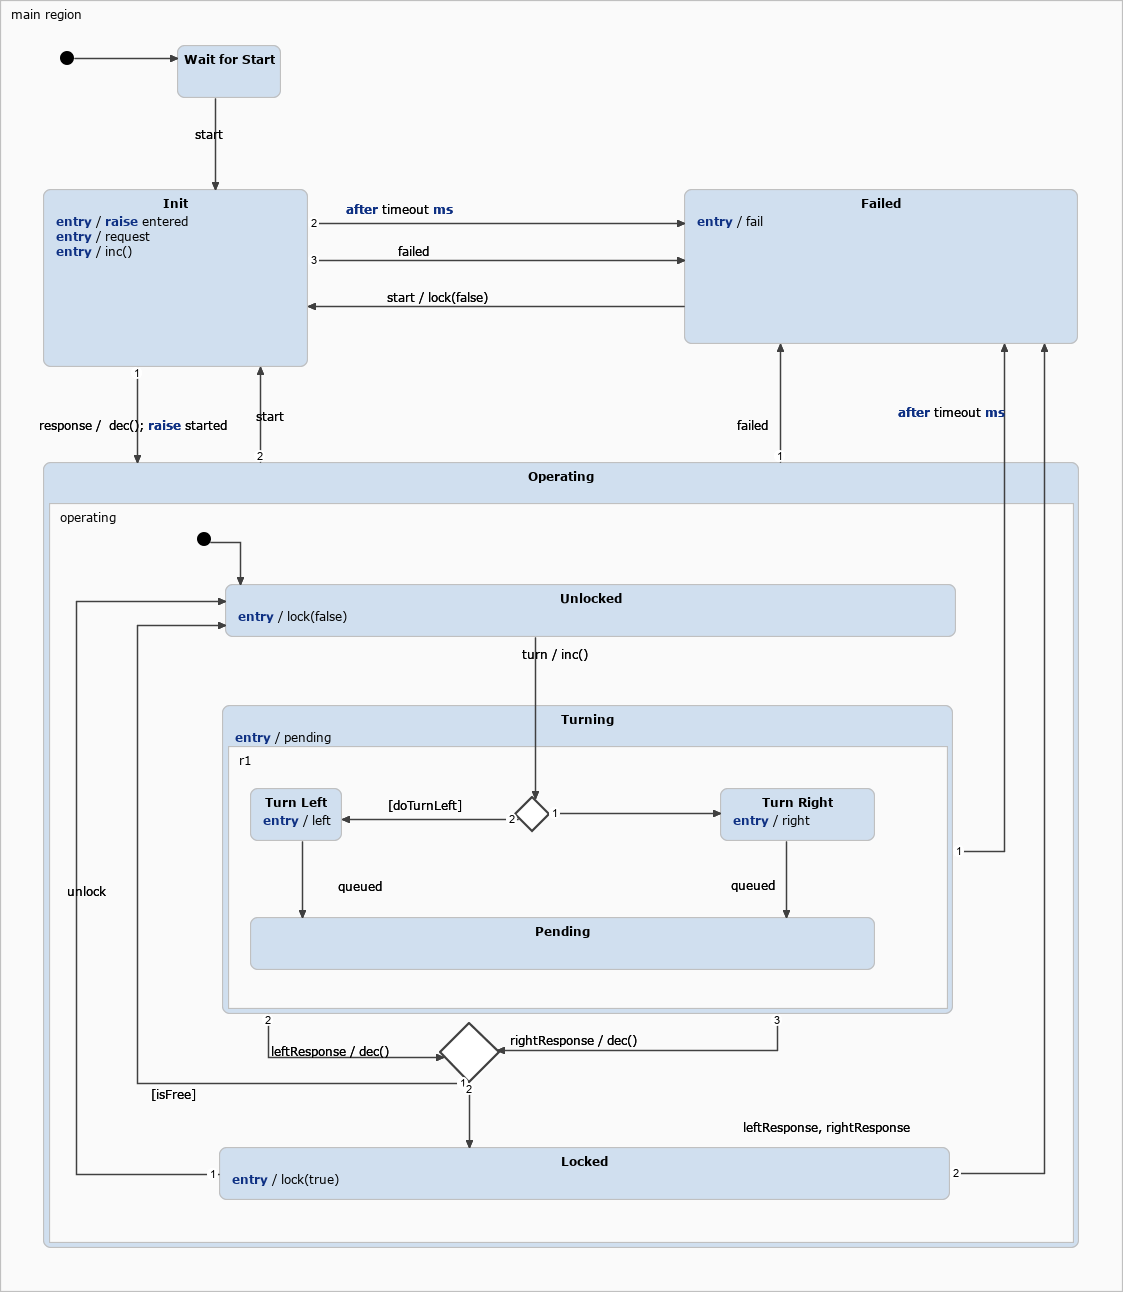 main region
Wait for Start
start
Init
entry / raise entered
entry / request
entry / inc()
2
after timeout ms
3
failed
start / lock(false)
Failed
entry / fail
1
response /  dec(); raise started
start
2
failed
1
after timeout ms
Operating
operating
Unlocked
entry / lock(false)
turn / inc()
Turning
entry / pending
r1
Turn Left
entry / left
[doTurnLeft]
2
1
Turn Right
entry / right
1
queued
queued
unlock
Pending
2
3
leftResponse / dec()
rightResponse / dec()
1
2
[isFree]
leftResponse, rightResponse
Locked
entry / lock(true)
1
2